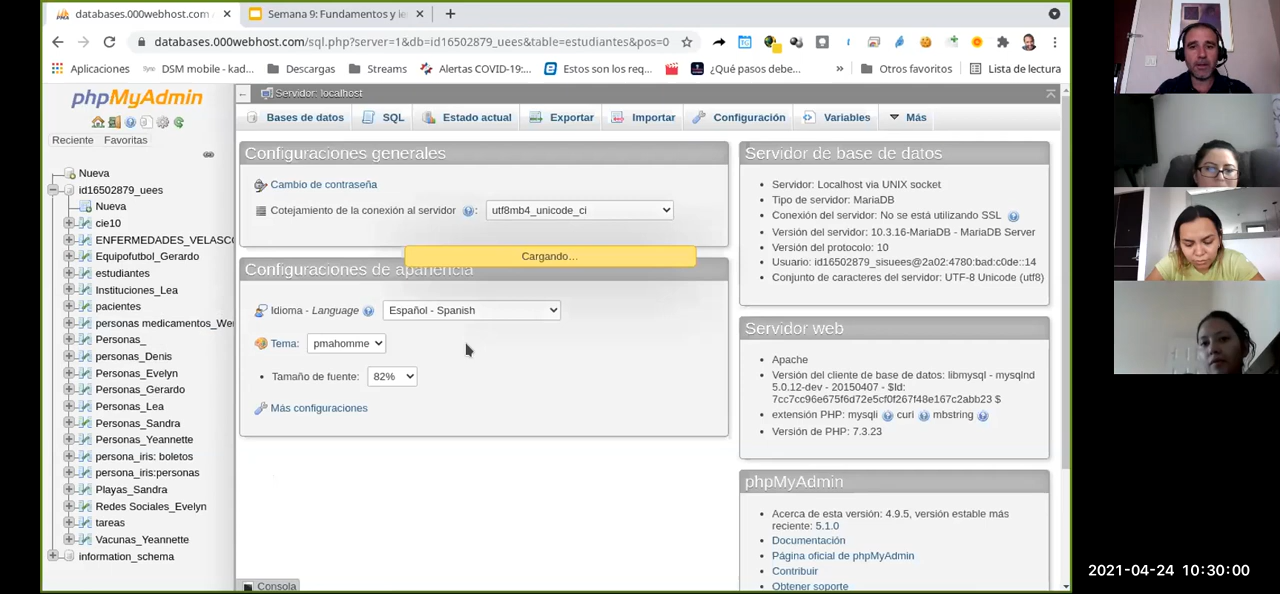 databases.000webhost.com
Semana 9: Fundamentos y le
databases.000webhost.com/sql.php?server=1&db=id16502879_uees&table=estudiantes&pos=0
Aplicaciones
DSM mobile - kad...
Descargas
Streams
Alertas COVID-19:...
Estos son los req...
¿Qué pasos debe...
»
Otros favoritos
Lista de lectura
phpMyAdmin
Reciente
Favoritas
Nueva
id16502879_uees
Nueva
cie10
ENFERMEDADES_VELASCO
Equipofutbol_Gerardo
estudiantes
Instituciones_Lea
pacientes
personas medicamentos_We
Personas_
personas_Denis
Personas_Evelyn
Personas_Gerardo
Personas_Lea
Personas_Sandra
Personas_Yeannette
persona_iris: boletos
persona_iris:personas
Playas_Sandra
Redes Sociales_Evelyn
tareas
Vacunas_Yeannette
information_schema
Servidor: localhost
Bases de datos
SQL
Estado actual
Exportar
Importar
Configuración
Variables
Más
Configuraciones generales
Cambio de contraseña
Cotejamiento de la conexión al servidor : utf8mb4_unicode_ci
Cargando…
Configuraciones de apariencia
Idioma - Language Español - Spanish
Tema: pmahomme
• Tamaño de fuente: 82%
Más configuraciones
Consola
Servidor de base de datos
• Servidor: Localhost via UNIX socket
• Tipo de servidor: MariaDB
• Conexión del servidor: No se está utilizando SSL
• Versión del servidor: 10.3.16-MariaDB - MariaDB Server
• Versión del protocolo: 10
• Usuario: id16502879_sisuees@2a02:4780:bad:c0de::14
• Conjunto de caracteres del servidor: UTF-8 Unicode (utf8)
Servidor web
• Apache
• Versión del cliente de base de datos: libmysql - mysqlnd
5.0.12-dev - 20150407 - $Id:
7cc7cc96e675f6d72e5cf0f267f48e167c2abb23 $
• extensión PHP: mysqli curl mbstring
• Versión de PHP: 7.3.23
phpMyAdmin
• Acerca de esta versión: 4.9.5, versión estable más
reciente: 5.1.0
• Documentación
• Página oficial de phpMyAdmin
• Contribuir
• Obtener soporte
2021-04-24 10:30:00